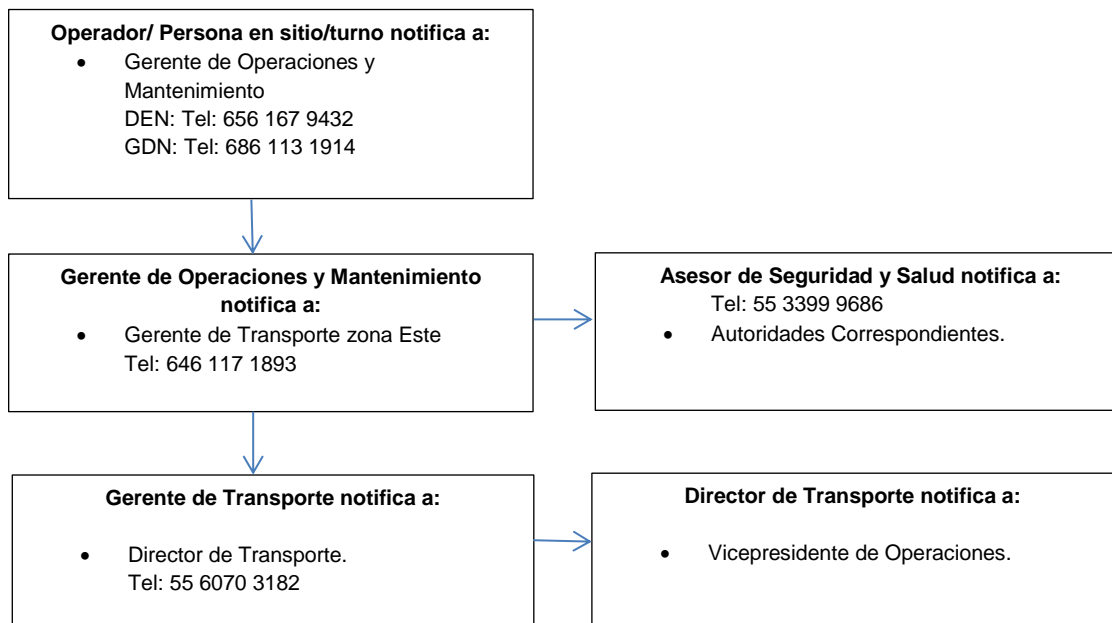 Operador/ Persona en sitio/turno notifica a:
• Gerente de Operaciones y
Mantenimiento
DEN: Tel: 656 167 9432
GDN: Tel: 686 113 1914
Gerente de Operaciones y Mantenimiento
notifica a:
• Gerente de Transporte zona Este
Tel: 646 117 1893
Asesor de Seguridad y Salud notifica a:
Tel: 55 3399 9686
• Autoridades Correspondientes.
Gerente de Transporte notifica a:
• Director de Transporte.
Tel: 55 6070 3182
Director de Transporte notifica a:
• Vicepresidente de Operaciones.